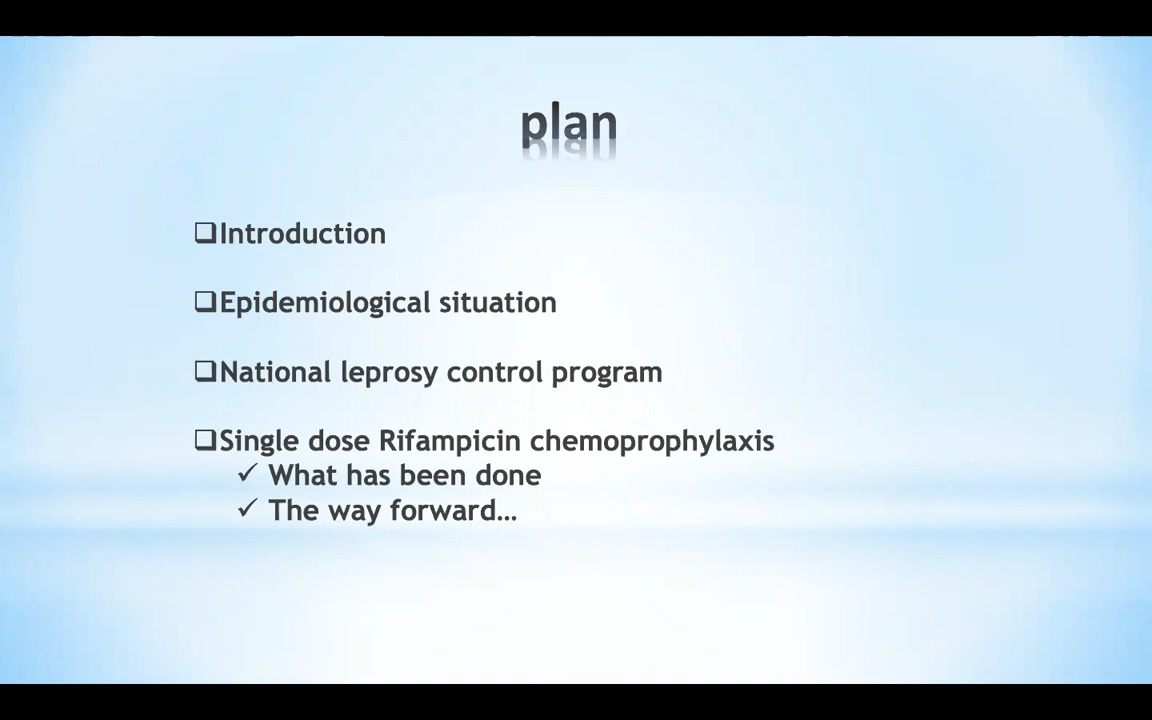 plan
❑Introduction
❑Epidemiological situation
❑National leprosy control program
❑Single dose Rifampicin chemoprophylaxis
✓ What has been done
✓ The way forward…